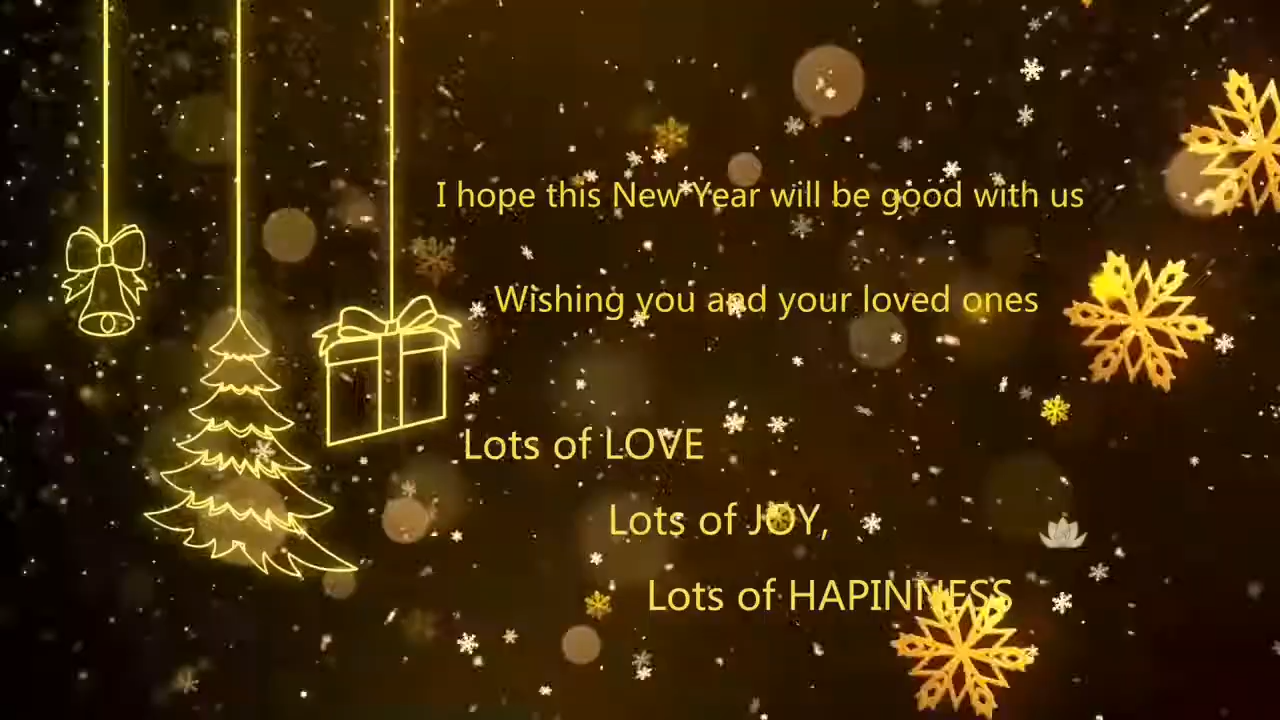 I hope this New Year will be good with us
Wishing you and your loved ones
Lots of LOVE
Lots of JOY,
Lots of HAPINNESS